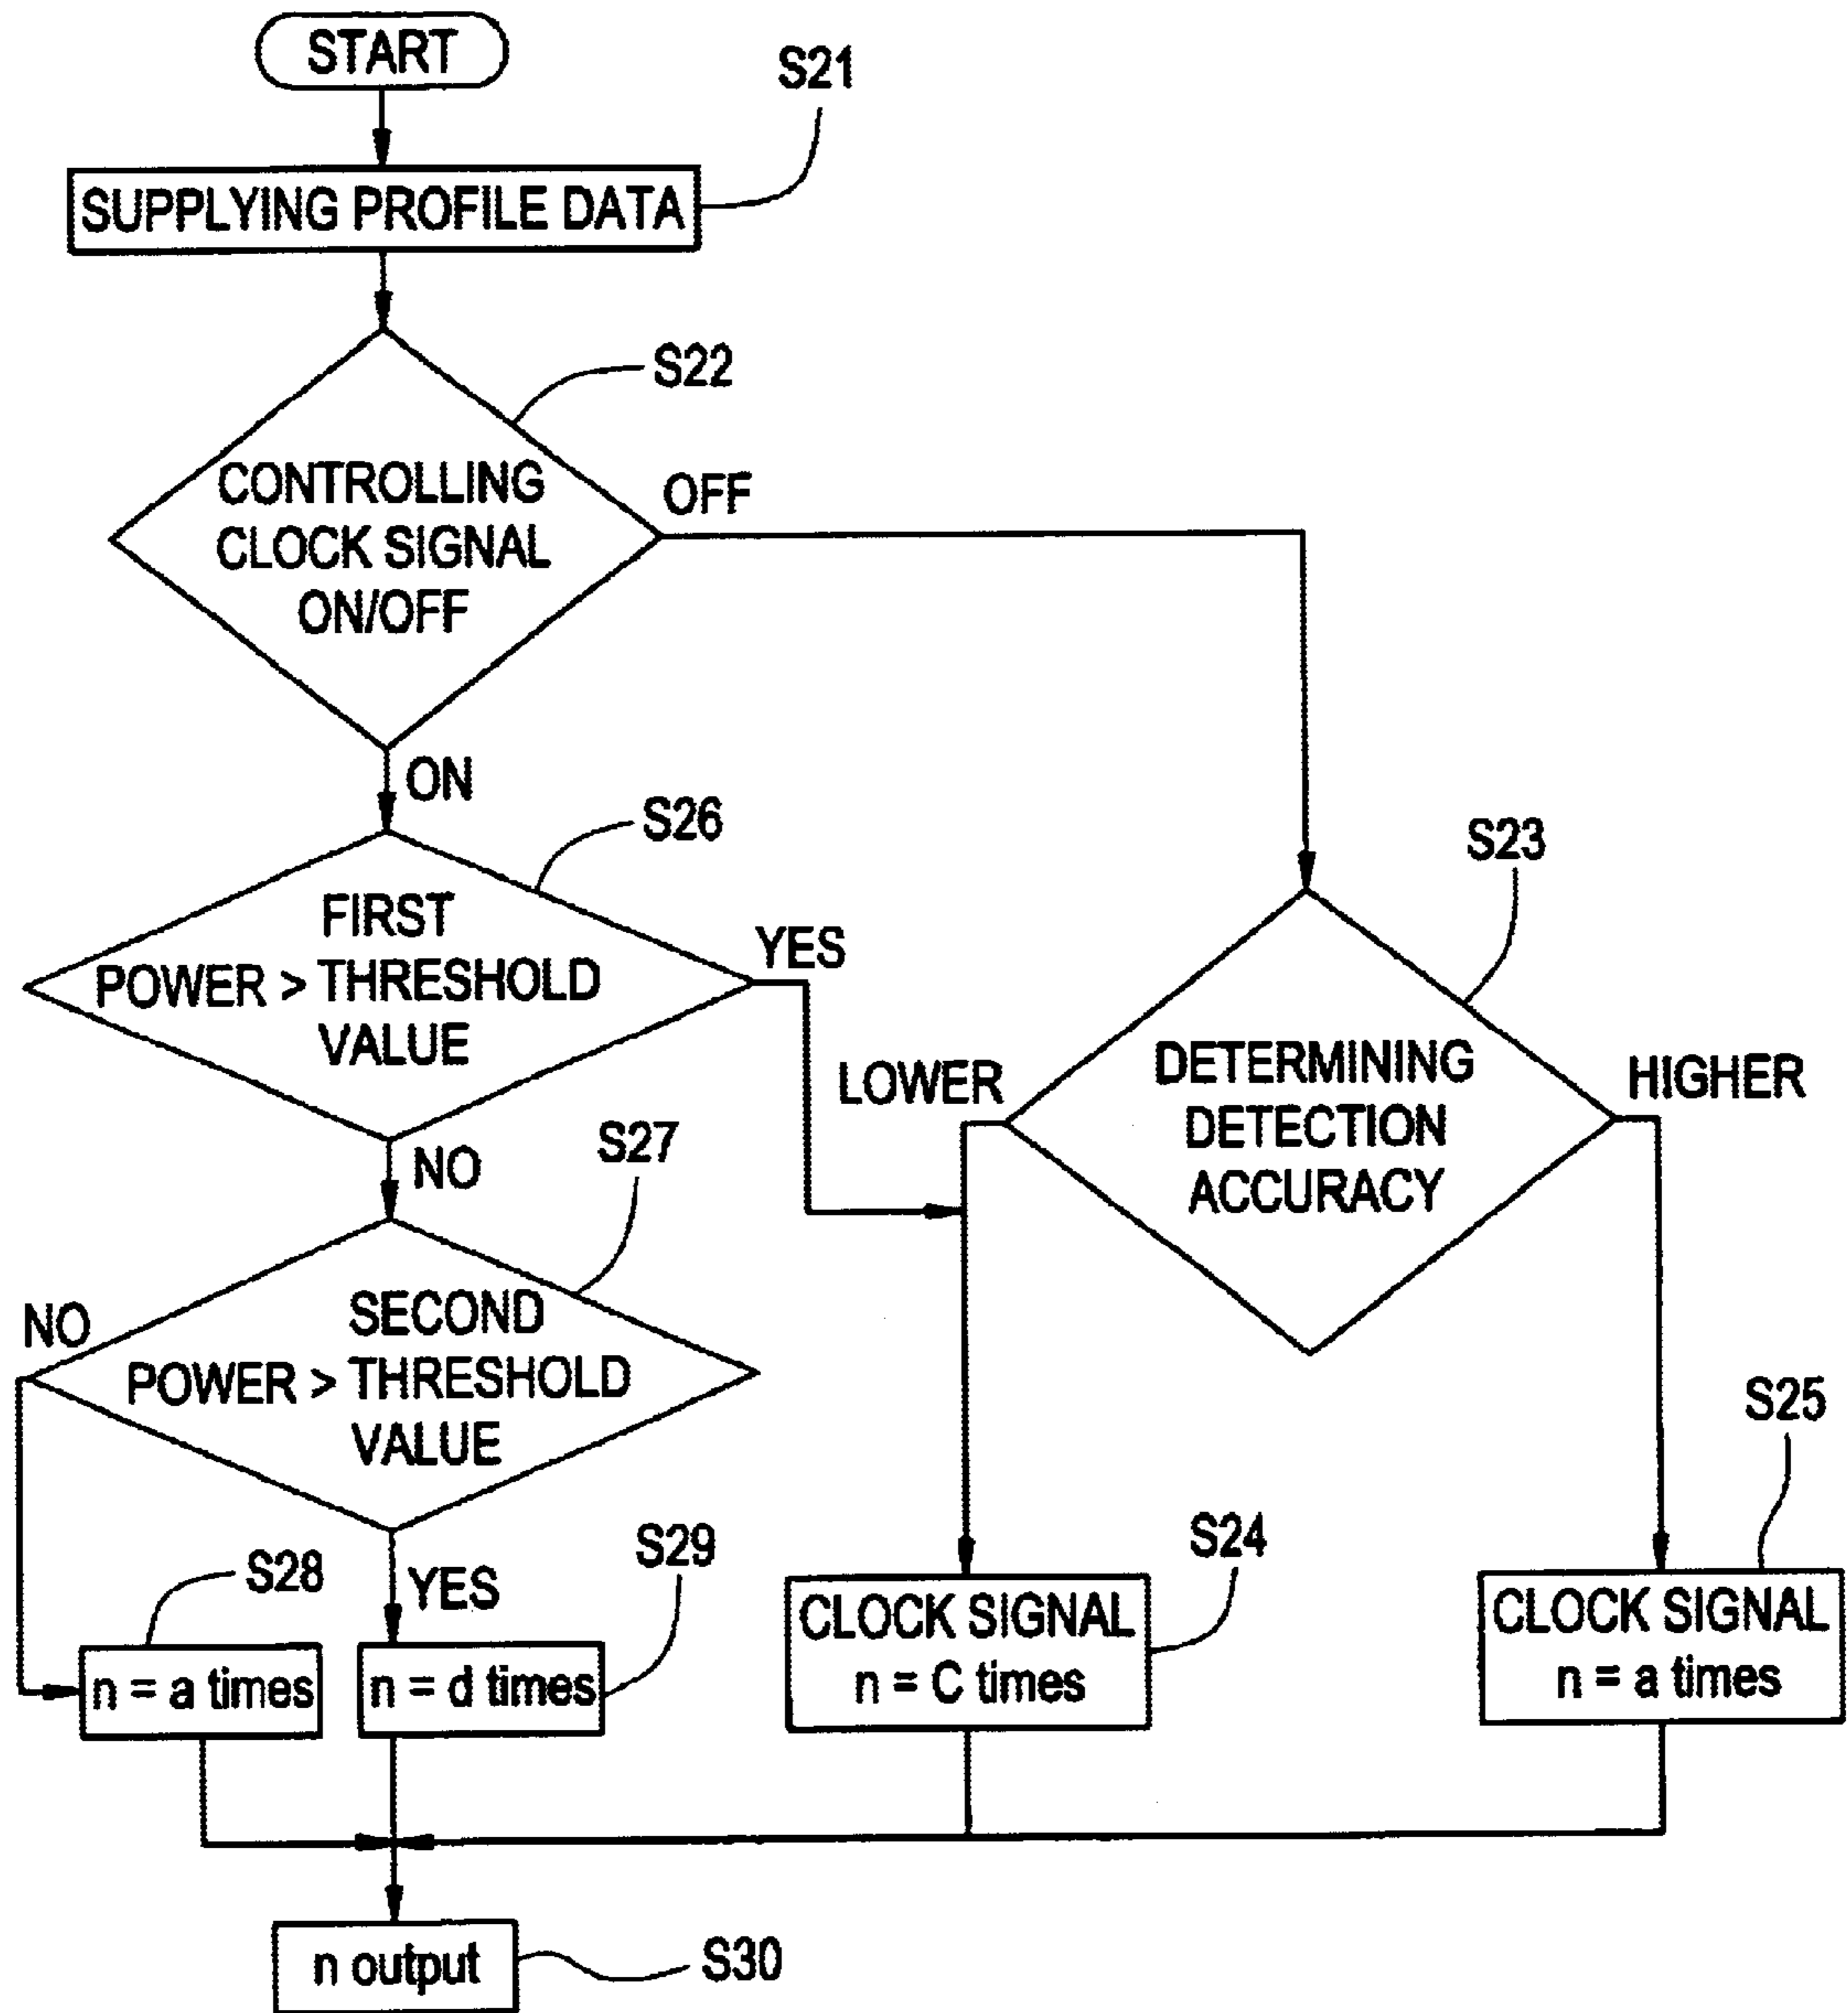 START
S21
SUPPLYING PROFILE DATA
S22
CONTROLLING
CLOCK SIGNAL
ON/OFF
OFF
ON
S26
FIRST
POWER > THRESHOLD
VALUE
YES
S23
DETERMINING
DETECTION
ACCURACY
LOWER
HIGHER
NO
S27
SECOND
POWER > THRESHOLD
VALUE
NO
YES
S28
n = a times
S29
n = d times
S24
CLOCK SIGNAL
n = C times
S25
CLOCK SIGNAL
n = a times
n output
S30